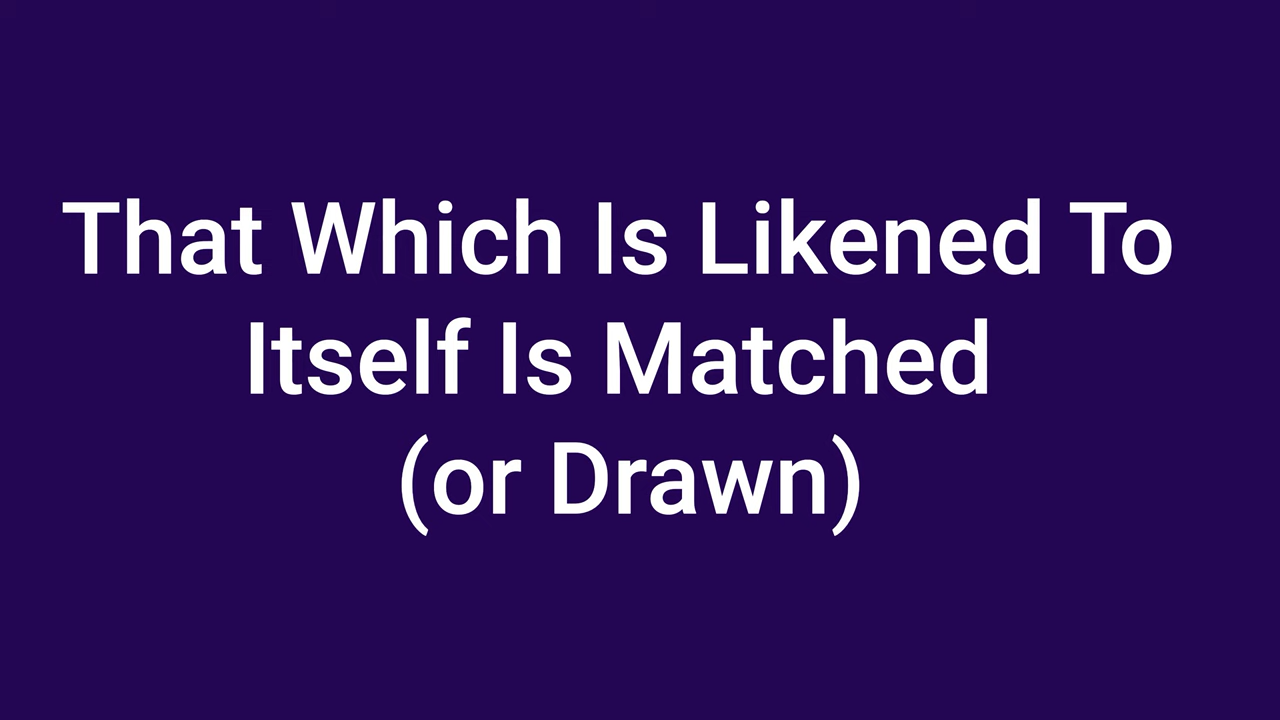 That Which Is Likened To
Itself Is Matched
(or Drawn)